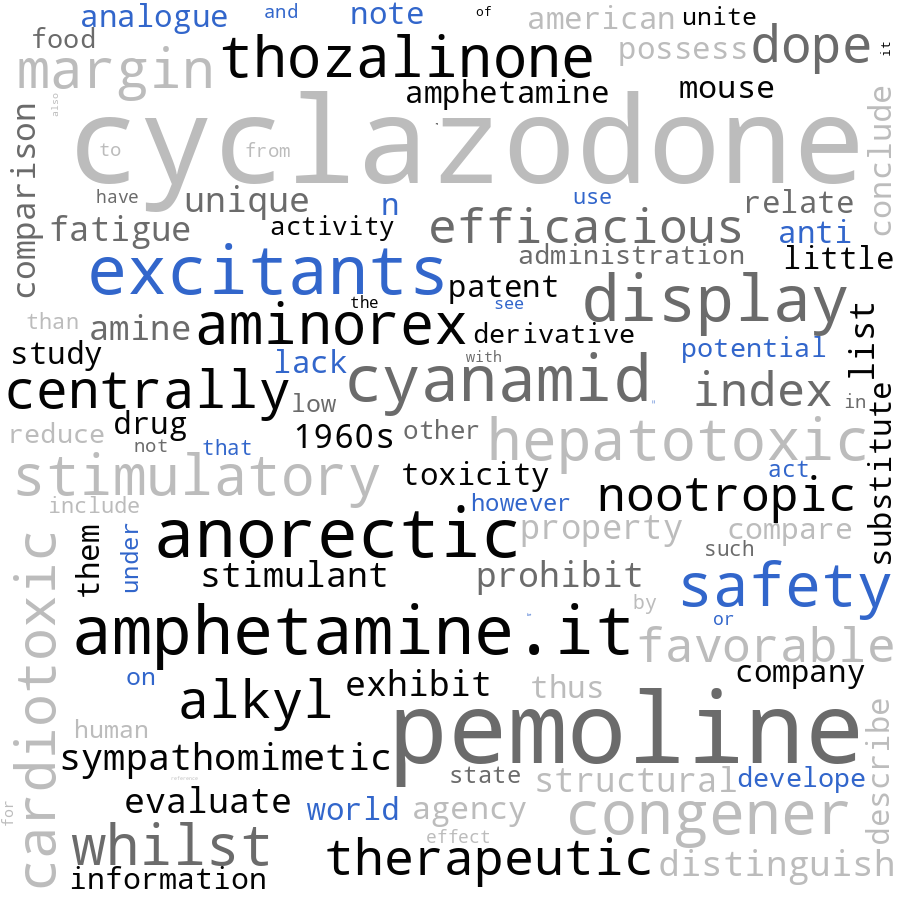 analogue
and
note
of
american
unite
food
thozalinone
possess
dope
it
margin
amphetamine
mouse
also
comparison
cyclazodone
conclude
to
from
have
unique
n
use
relate
fatigue
activity
efficacious
anti
excitants
administration
little
patent
display
the
see
than
amine
aminorex
derivative
list
study
lack
with
potential
centrally
cyanamid
index
low
in
reduce
drug
1960s
other
hepatotoxic
substitute
not
that
stimulatory
toxicity
act
nootropic
include
however
them
under
anorectic
property
compare
cardiotoxic
such
stimulant
prohibit
safety
by
amphetamine.it
or
favorable
on
company
alkyl
exhibit
thus
human
pemoline
describe
sympathomimetic
state
structural
develope
reference
for
evaluate
world
agency
congener
whilst
effect
therapeutic
distinguish
information